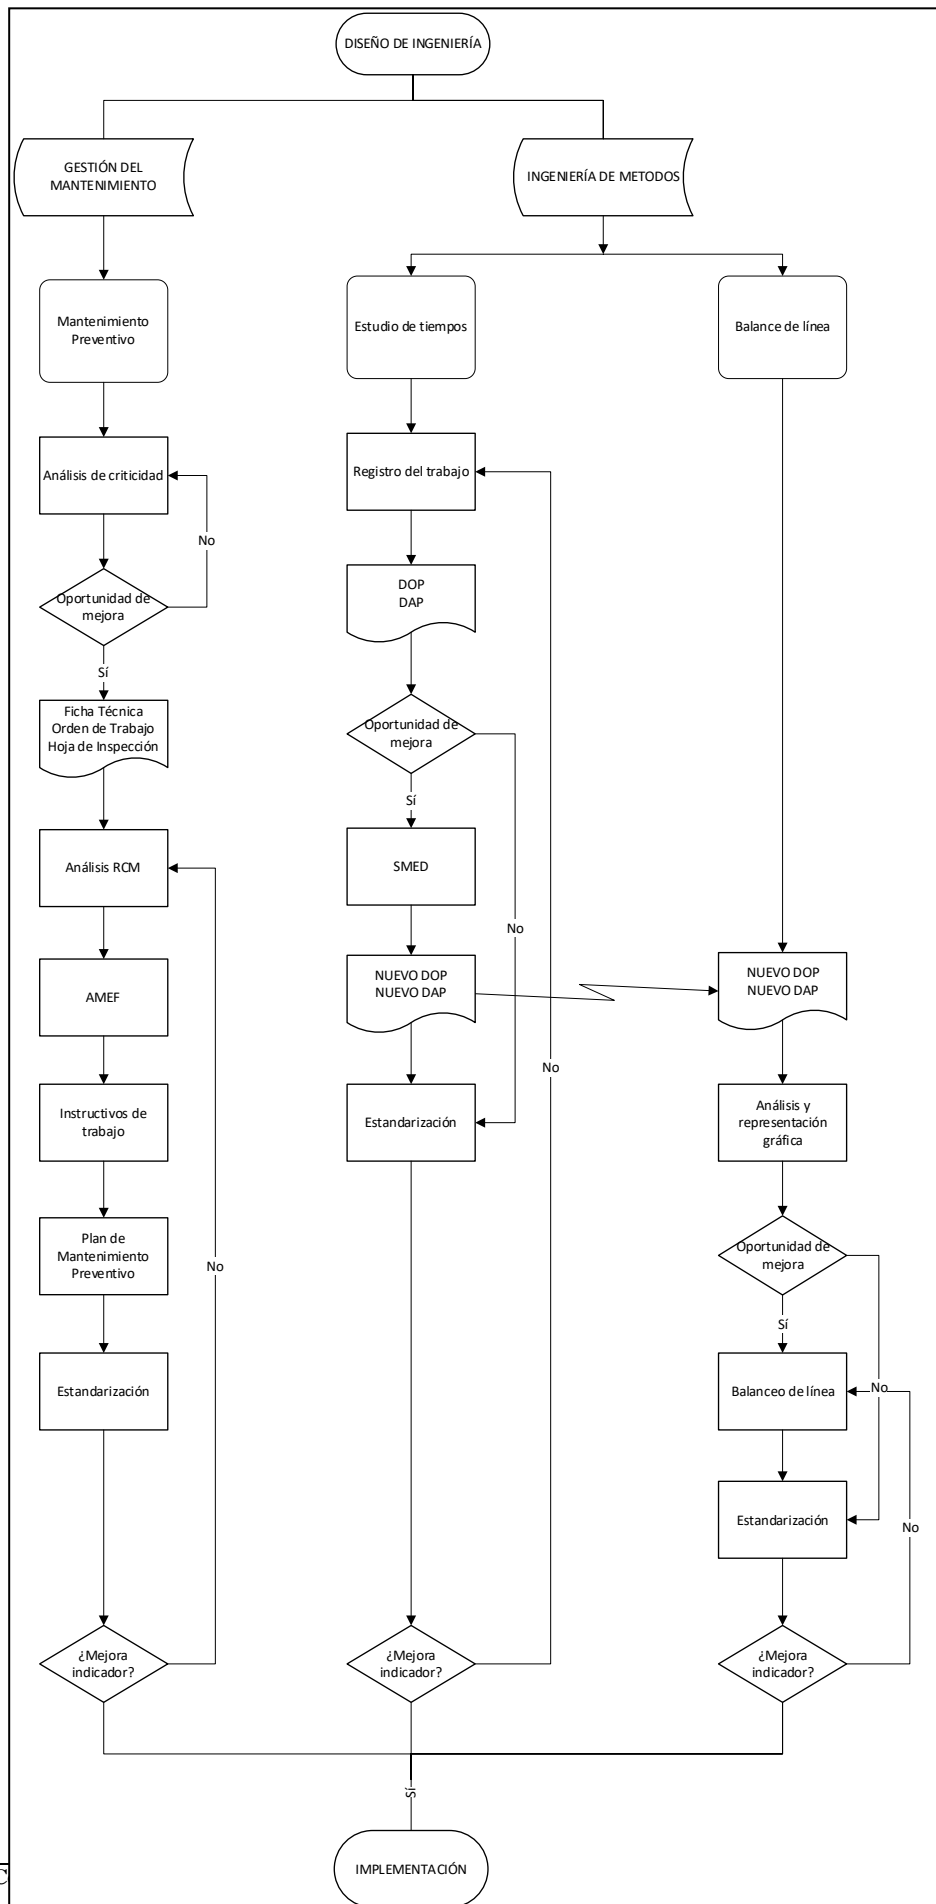 DISEÑO DE INGENIERÍA
GESTIÓN DEL
MANTENIMIENTO
INGENIERÍA DE METODOS
Mantenimiento
Preventivo
Estudio de tiempos
Balance de línea
Análisis de criticidad
Registro del trabajo
No
DOP
DAP
Oportunidad de
mejora
Sí
Ficha Técnica
Orden de Trabajo
Hoja de Inspección
Oportunidad de
mejora
Sí
Análisis RCM
SMED
No
AMEF
NUEVO DOP
NUEVO DAP
NUEVO DOP
NUEVO DAP
No
Instructivos de
trabajo
Estandarización
Análisis y
representación
gráfica
Plan de
Mantenimiento
Preventivo
No
Oportunidad de
mejora
Sí
Estandarización
Balanceo de línea
No
Estandarización
No
¿Mejora
indicador?
¿Mejora
indicador?
¿Mejora
indicador?
Sí
IMPLEMENTACIÓN